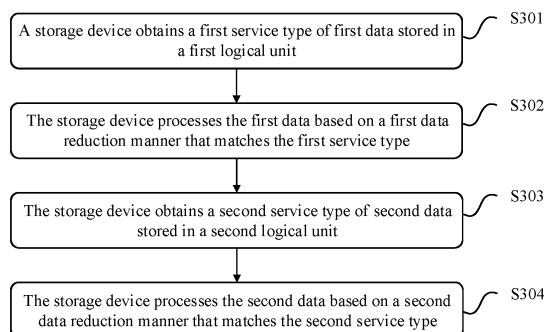 A storage device obtains a first service type of first data stored in
a first logical unit
S301
The storage device processes the first data based on a first data
reduction manner that matches the first service type
S302
The storage device obtains a second service type of second data
stored in a second logical unit
S303
The storage device processes the second data based on a second
data reduction manner that matches the second service type
S304